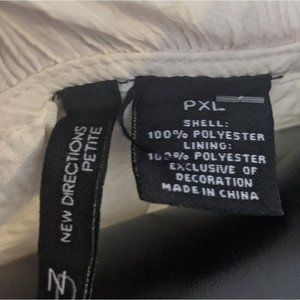 PXL
SHELL:
100% POLYESTER
LINING:
100% POLYESTER
EXCLUSIVE OF
DECORATION
MADE IN CHINA
NEW DIRECTIONS
PETITE